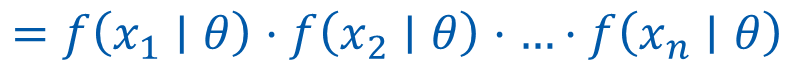 = f(x₁ | θ) · f(x₂ | θ) · … · f(xₙ | θ)